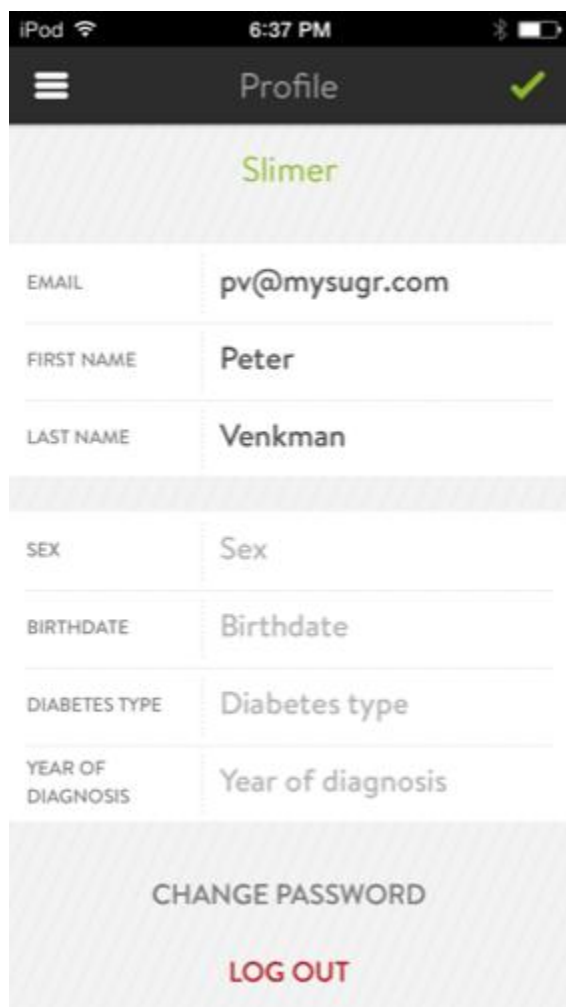 iPod 6:37 PM
Profile
Slimer
EMAIL pv@mysugr.com
FIRST NAME Peter
LAST NAME Venkman
SEX Sex
BIRTHDATE Birthdate
DIABETES TYPE Diabetes type
YEAR OF
DIAGNOSIS Year of diagnosis
CHANGE PASSWORD
LOG OUT